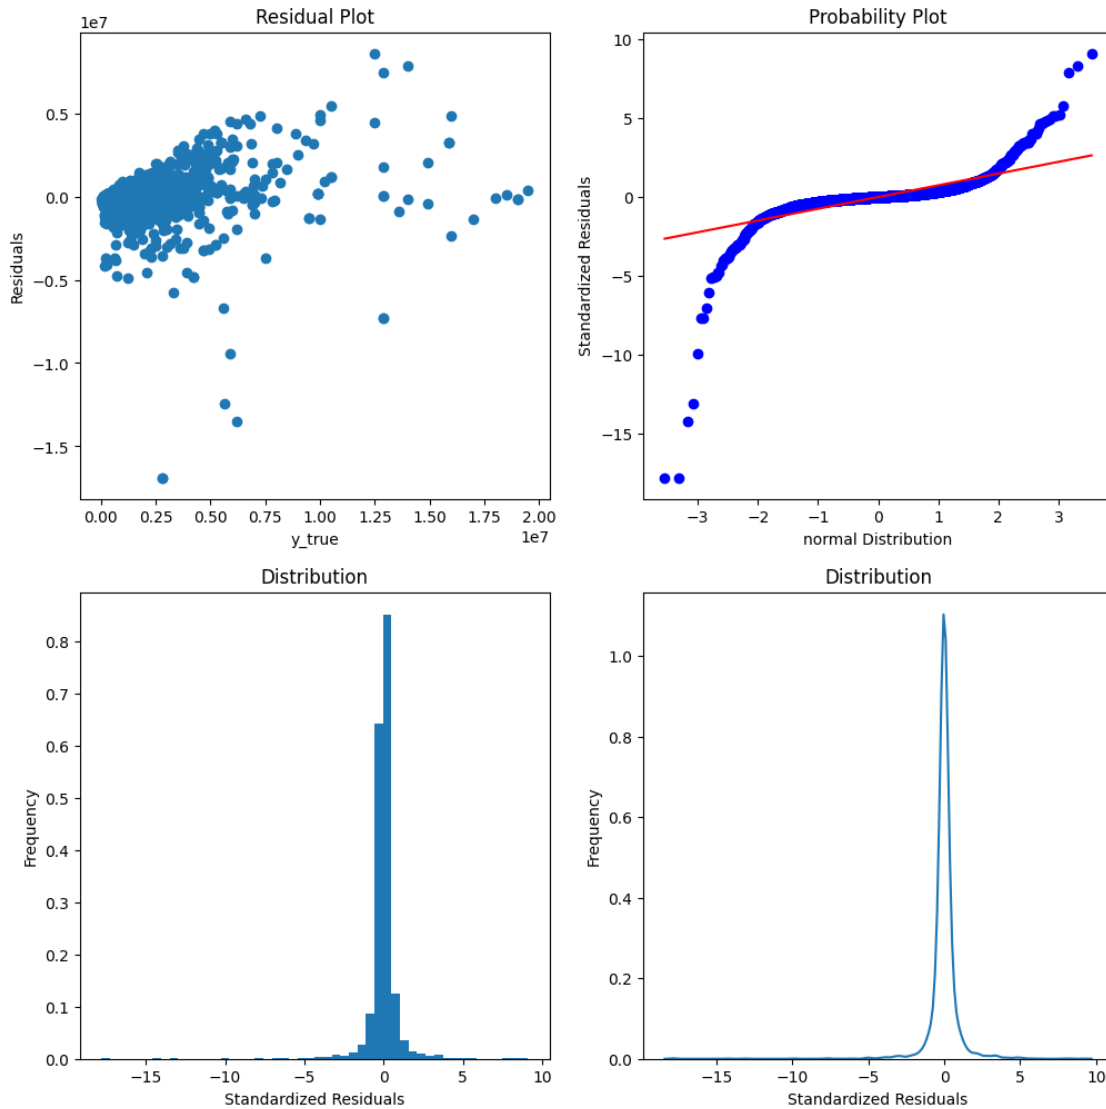 Residual Plot
1e7
0.5
0.0
−0.5
−1.0
−1.5
Residuals
0.00 0.25 0.50 0.75 1.00 1.25 1.50 1.75 2.00
y_true 1e7
Probability Plot
10
5
0
−5
−10
−15
Standardized Residuals
−3 −2 −1 0 1 2 3
normal Distribution
Distribution
0.8
0.7
0.6
0.5
0.4
0.3
0.2
0.1
0.0
Frequency
−15 −10 −5 0 5 10
Standardized Residuals
Distribution
1.0
0.8
0.6
0.4
0.2
0.0
Frequency
−15 −10 −5 0 5 10
Standardized Residuals